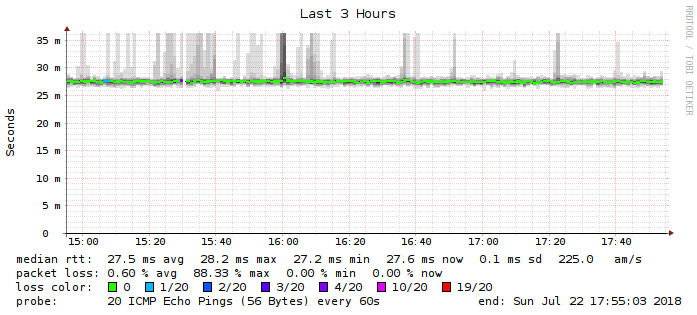 Last 3 Hours
RRDTOOL / TOBI OETIKER
Seconds
35 m
30 m
25 m
20 m
15 m
10 m
5 m
0
15:00 15:20 15:40 16:00 16:20 16:40 17:00 17:20 17:40
median rtt: 27.5 ms avg 28.2 ms max 27.2 ms min 27.6 ms now 0.1 ms sd 225.0 am/s
packet loss: 0.60 % avg 88.33 % max 0.00 % min 0.00 % now
loss color: 0 1/20 2/20 3/20 4/20 10/20 19/20
probe: 20 ICMP Echo Pings (56 Bytes) every 60s end: Sun Jul 22 17:55:03 2018